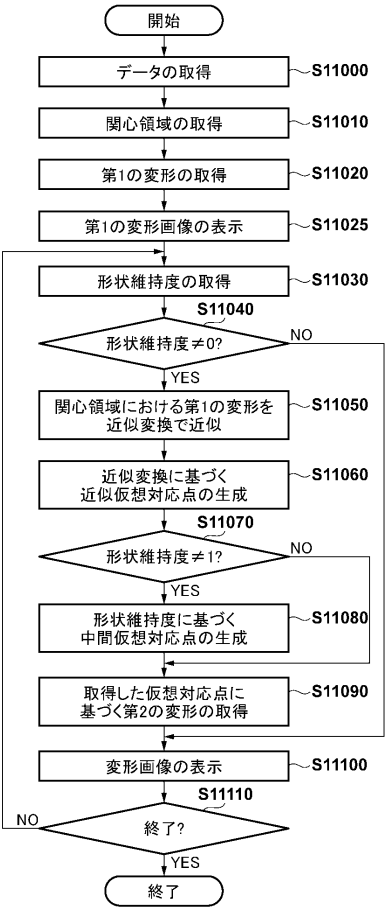 開始
データの取得
S11000
関心領域の取得
S11010
第1の変形の取得
S11020
第1の変形画像の表示
S11025
形状維持度の取得
S11030
S11040
形状維持度≠0?
NO
YES
関心領域における第1の変形を
近似変換で近似
S11050
近似変換に基づく
近似仮想対応点の生成
S11060
S11070
形状維持度≠1?
NO
YES
形状維持度に基づく
中間仮想対応点の生成
S11080
取得した仮想対応点に
基づく第2の変形の取得
S11090
変形画像の表示
S11100
S11110
終了?
NO
YES
終了